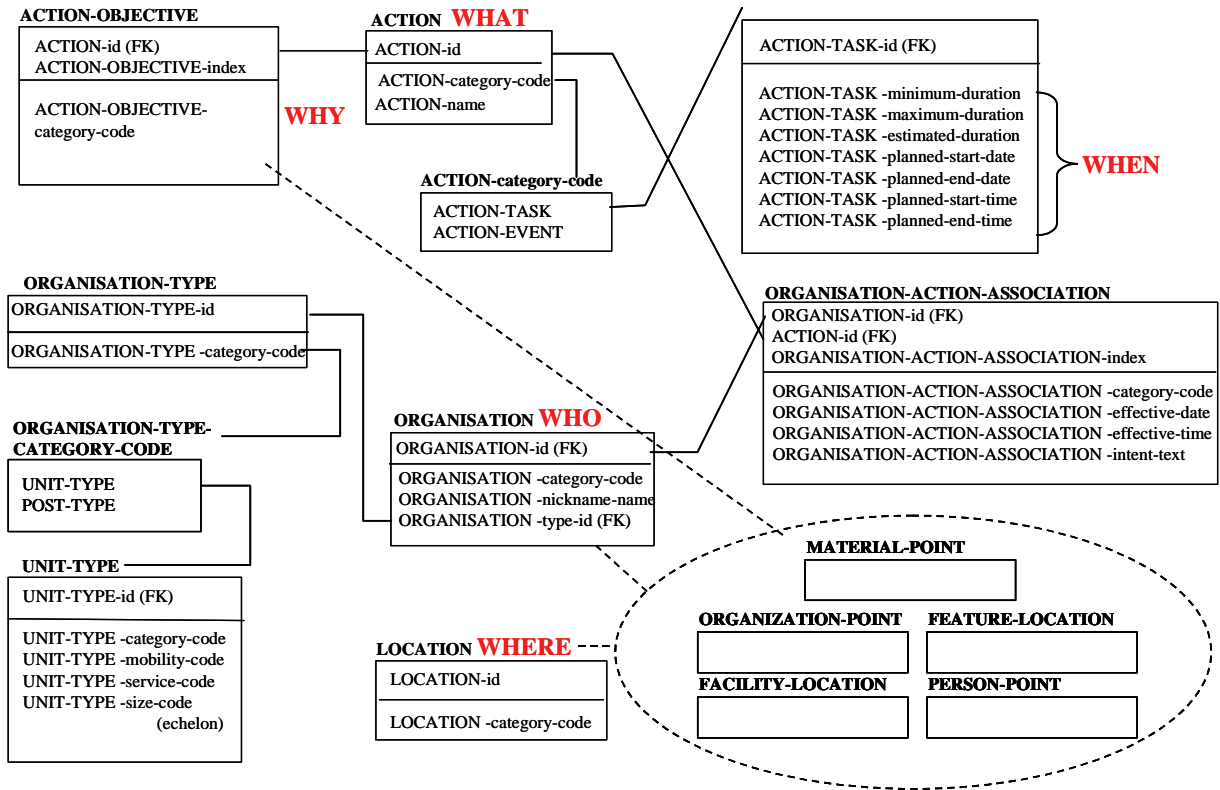 ACTION-OBJECTIVE
ACTION-id (FK)
ACTION-OBJECTIVE-index
ACTION-OBJECTIVE-
category-code
WHY
ACTION WHAT
ACTION-id
ACTION-category-code
ACTION-name
ACTION-category-code
ACTION-TASK
ACTION-EVENT
ACTION-TASK-id (FK)
ACTION-TASK -minimum-duration
ACTION-TASK -maximum-duration
ACTION-TASK -estimated-duration
ACTION-TASK -planned-start-date
ACTION-TASK -planned-end-date
ACTION-TASK -planned-start-time
ACTION-TASK -planned-end-time
WHEN
ORGANISATION-TYPE
ORGANISATION-TYPE-id
ORGANISATION-TYPE -category-code
ORGANISATION-TYPE-
CATEGORY-CODE
UNIT-TYPE
POST-TYPE
UNIT-TYPE
UNIT-TYPE-id (FK)
UNIT-TYPE -category-code
UNIT-TYPE -mobility-code
UNIT-TYPE -service-code
UNIT-TYPE -size-code
(echelon)
ORGANISATION WHO
ORGANISATION-id (FK)
ORGANISATION -category-code
ORGANISATION -nickname-name
ORGANISATION -type-id (FK)
ORGANISATION-ACTION-ASSOCIATION
ORGANISATION-id (FK)
ACTION-id (FK)
ORGANISATION-ACTION-ASSOCIATION-index
ORGANISATION-ACTION-ASSOCIATION -category-code
ORGANISATION-ACTION-ASSOCIATION -effective-date
ORGANISATION-ACTION-ASSOCIATION -effective-time
ORGANISATION-ACTION-ASSOCIATION -intent-text
LOCATION WHERE
LOCATION-id
LOCATION -category-code
MATERIAL-POINT
ORGANIZATION-POINT
FEATURE-LOCATION
FACILITY-LOCATION
PERSON-POINT